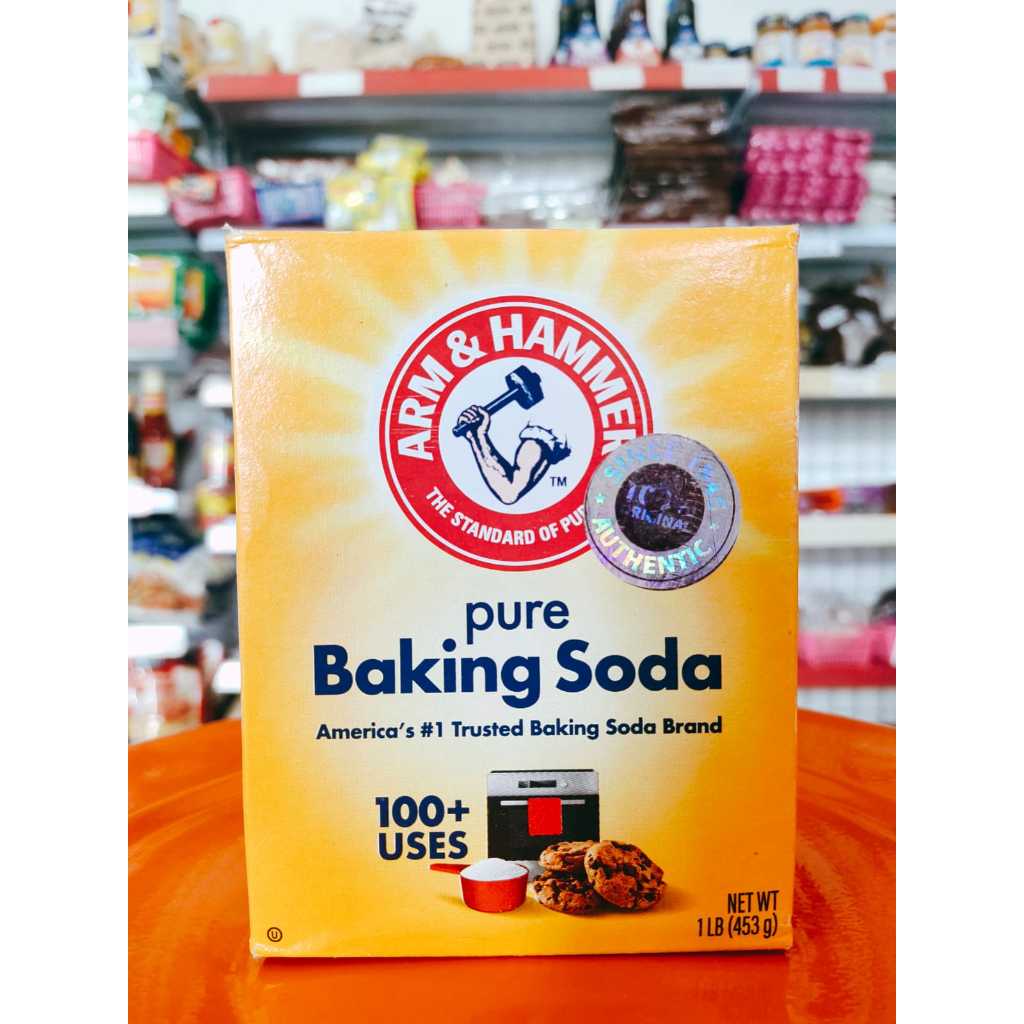 ARM & HAMMER
THE STANDARD OF
TM
AUTHENTIC
pure
Baking Soda
America's #1 Trusted Baking Soda Brand
100+
USES
U
NET WT
1 LB (453 g)